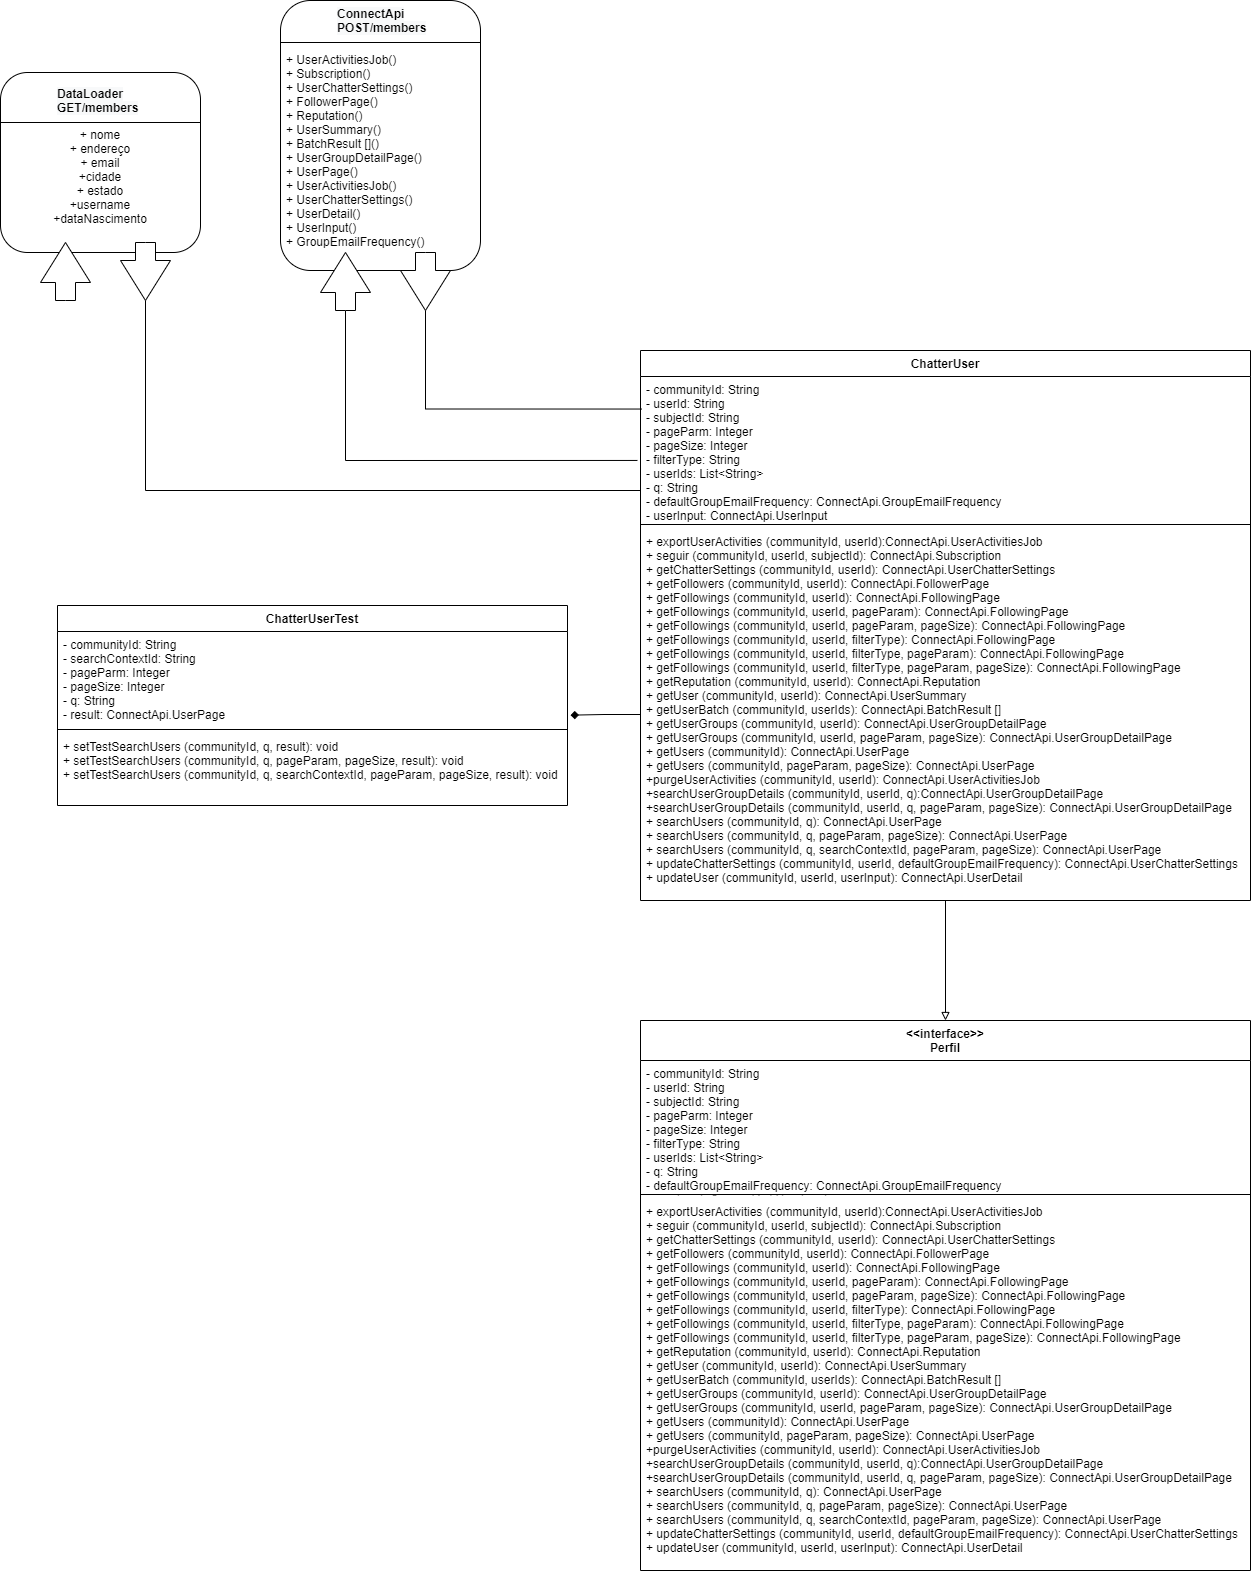 ConnectApi
POST/members
+ UserActivitiesJob()
+ Subscription()
+ UserChatterSettings()
+ FollowerPage()
+ Reputation()
+ UserSummary()
+ BatchResult []()
+ UserGroupDetailPage()
+ UserPage()
+ UserActivitiesJob()
+ UserChatterSettings()
+ UserDetail()
+ UserInput()
+ GroupEmailFrequency()
DataLoader
GET/members
+ nome
+ endereço
+ email
+cidade
+ estado
+username
+dataNascimento
ChatterUser
- communityId: String
- userId: String
- subjectId: String
- pageParm: Integer
- pageSize: Integer
- filterType: String
- userIds: List<String>
- q: String
- defaultGroupEmailFrequency: ConnectApi.GroupEmailFrequency
- userInput: ConnectApi.UserInput
+ exportUserActivities (communityId, userId):ConnectApi.UserActivitiesJob
+ seguir (communityId, userId, subjectId): ConnectApi.Subscription
+ getChatterSettings (communityId, userId): ConnectApi.UserChatterSettings
+ getFollowers (communityId, userId): ConnectApi.FollowerPage
+ getFollowings (communityId, userId): ConnectApi.FollowingPage
+ getFollowings (communityId, userId, pageParam): ConnectApi.FollowingPage
+ getFollowings (communityId, userId, pageParam, pageSize): ConnectApi.FollowingPage
+ getFollowings (communityId, userId, filterType): ConnectApi.FollowingPage
+ getFollowings (communityId, userId, filterType, pageParam): ConnectApi.FollowingPage
+ getFollowings (communityId, userId, filterType, pageParam, pageSize): ConnectApi.FollowingPage
+ getReputation (communityId, userId): ConnectApi.Reputation
+ getUser (communityId, userId): ConnectApi.UserSummary
+ getUserBatch (communityId, userIds): ConnectApi.BatchResult []
+ getUserGroups (communityId, userId): ConnectApi.UserGroupDetailPage
+ getUserGroups (communityId, userId, pageParam, pageSize): ConnectApi.UserGroupDetailPage
+ getUsers (communityId): ConnectApi.UserPage
+ getUsers (communityId, pageParam, pageSize): ConnectApi.UserPage
+purgeUserActivities (communityId, userId): ConnectApi.UserActivitiesJob
+searchUserGroupDetails (communityId, userId, q):ConnectApi.UserGroupDetailPage
+searchUserGroupDetails (communityId, userId, q, pageParam, pageSize): ConnectApi.UserGroupDetailPage
+ searchUsers (communityId, q): ConnectApi.UserPage
+ searchUsers (communityId, q, pageParam, pageSize): ConnectApi.UserPage
+ searchUsers (communityId, q, searchContextId, pageParam, pageSize): ConnectApi.UserPage
+ updateChatterSettings (communityId, userId, defaultGroupEmailFrequency): ConnectApi.UserChatterSettings
+ updateUser (communityId, userId, userInput): ConnectApi.UserDetail
ChatterUserTest
- communityId: String
- searchContextId: String
- pageParm: Integer
- pageSize: Integer
- q: String
- result: ConnectApi.UserPage
+ setTestSearchUsers (communityId, q, result): void
+ setTestSearchUsers (communityId, q, pageParam, pageSize, result): void
+ setTestSearchUsers (communityId, q, searchContextId, pageParam, pageSize, result): void
<<interface>>
Perfil
- communityId: String
- userId: String
- subjectId: String
- pageParm: Integer
- pageSize: Integer
- filterType: String
- userIds: List<String>
- q: String
- defaultGroupEmailFrequency: ConnectApi.GroupEmailFrequency
+ exportUserActivities (communityId, userId):ConnectApi.UserActivitiesJob
+ seguir (communityId, userId, subjectId): ConnectApi.Subscription
+ getChatterSettings (communityId, userId): ConnectApi.UserChatterSettings
+ getFollowers (communityId, userId): ConnectApi.FollowerPage
+ getFollowings (communityId, userId): ConnectApi.FollowingPage
+ getFollowings (communityId, userId, pageParam): ConnectApi.FollowingPage
+ getFollowings (communityId, userId, pageParam, pageSize): ConnectApi.FollowingPage
+ getFollowings (communityId, userId, filterType): ConnectApi.FollowingPage
+ getFollowings (communityId, userId, filterType, pageParam): ConnectApi.FollowingPage
+ getFollowings (communityId, userId, filterType, pageParam, pageSize): ConnectApi.FollowingPage
+ getReputation (communityId, userId): ConnectApi.Reputation
+ getUser (communityId, userId): ConnectApi.UserSummary
+ getUserBatch (communityId, userIds): ConnectApi.BatchResult []
+ getUserGroups (communityId, userId): ConnectApi.UserGroupDetailPage
+ getUserGroups (communityId, userId, pageParam, pageSize): ConnectApi.UserGroupDetailPage
+ getUsers (communityId): ConnectApi.UserPage
+ getUsers (communityId, pageParam, pageSize): ConnectApi.UserPage
+purgeUserActivities (communityId, userId): ConnectApi.UserActivitiesJob
+searchUserGroupDetails (communityId, userId, q):ConnectApi.UserGroupDetailPage
+searchUserGroupDetails (communityId, userId, q, pageParam, pageSize): ConnectApi.UserGroupDetailPage
+ searchUsers (communityId, q): ConnectApi.UserPage
+ searchUsers (communityId, q, pageParam, pageSize): ConnectApi.UserPage
+ searchUsers (communityId, q, searchContextId, pageParam, pageSize): ConnectApi.UserPage
+ updateChatterSettings (communityId, userId, defaultGroupEmailFrequency): ConnectApi.UserChatterSettings
+ updateUser (communityId, userId, userInput): ConnectApi.UserDetail